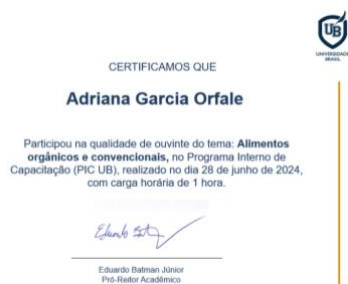 UB
UNIVERSIDADE
BRASIL
CERTIFICAMOS QUE
Adriana Garcia Orfale
Participou na qualidade de ouvinte do tema: Alimentos
orgânicos e convencionais, no Programa Interno de
Capacitação (PIC UB), realizado no dia 28 de junho de 2024,
com carga horária de 1 hora.
Eduardo Batman Júnior
Pró-Reitor Acadêmico